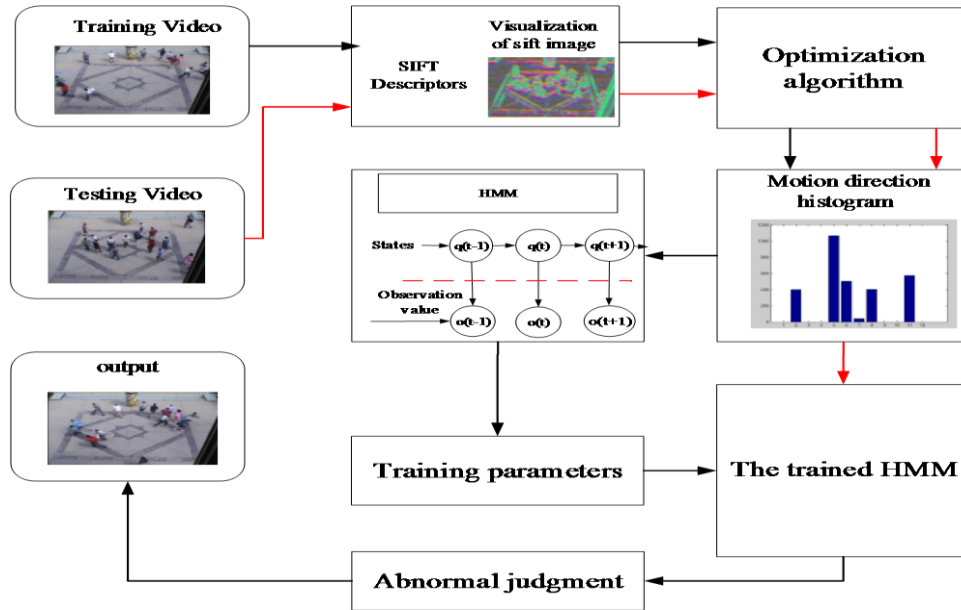 Training Video
SIFT
Descriptors
Visualization
of sift image
Optimization
algorithm
Testing Video
HMM
States
q(t-1)
q(t)
q(t+1)
Observation
value
o(t-1)
o(t)
o(t+1)
Motion direction
histogram
output
Training parameters
The trained HMM
Abnormal judgment